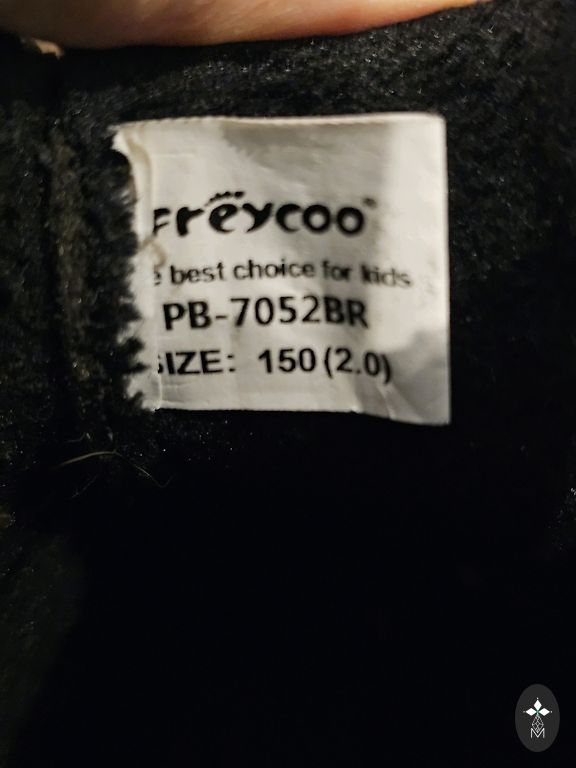 Freycoo®
best choice for kids
PB-7052BR
SIZE: 150(2.0)
M